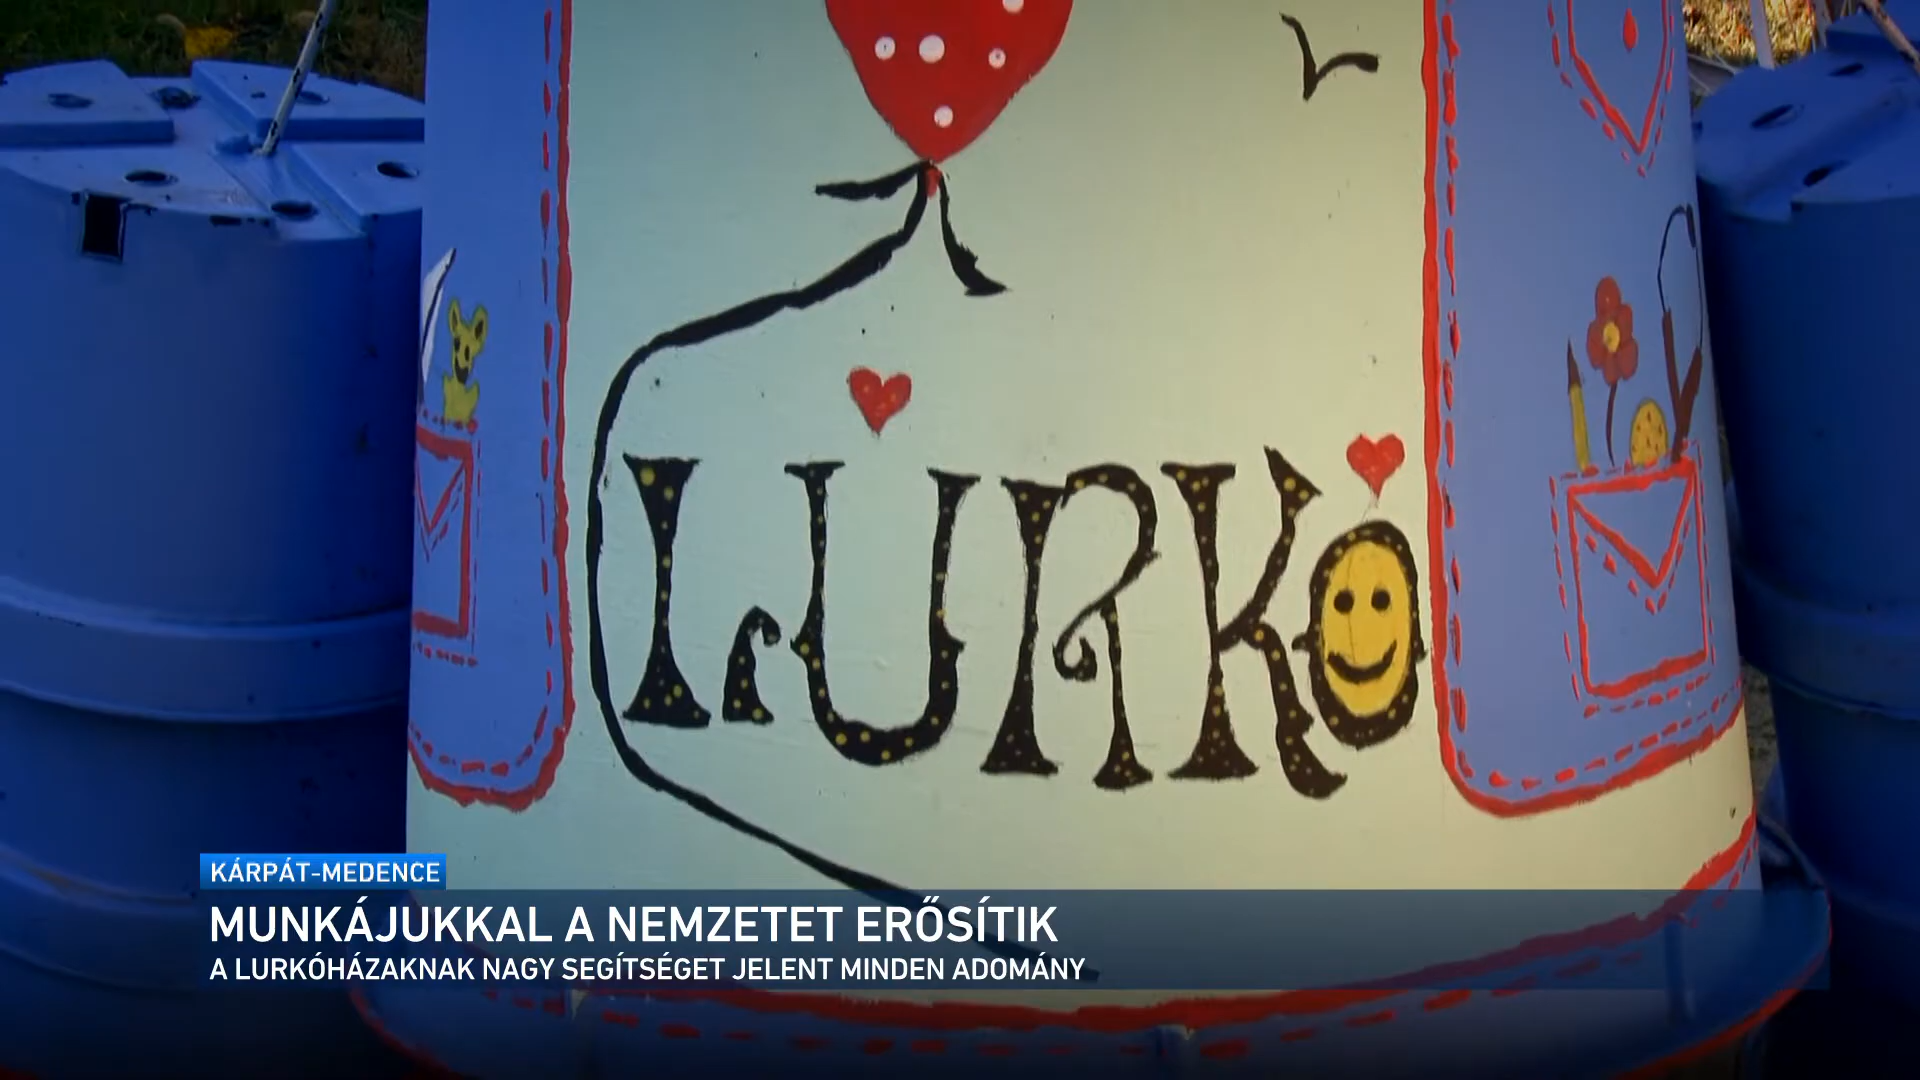 LURKÓ
KÁRPÁT-MEDENCE
MUNKÁJUKKAL A NEMZETET ERŐSÍTIK
A LURKÓHÁZAKNAK NAGY SEGÍTSÉGET JELENT MINDEN ADOMÁNY